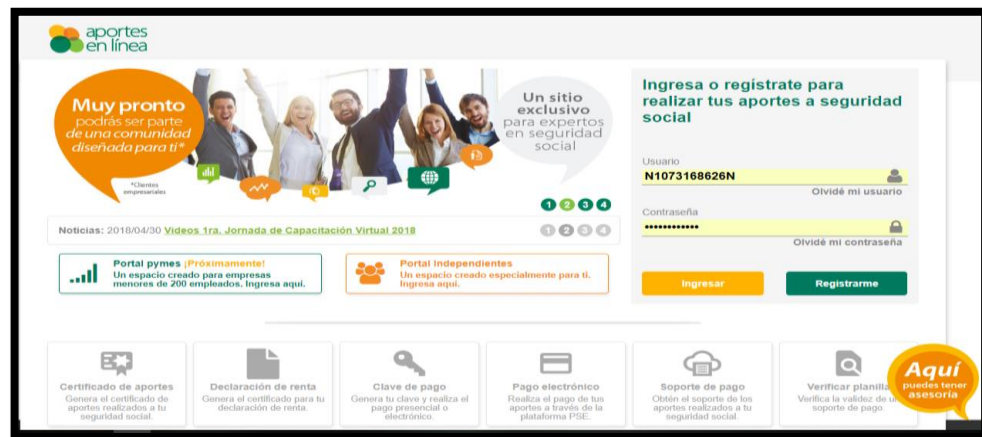 aportes
en línea
Muy pronto
podrás ser parte
de una comunidad
diseñada para ti*
*Clientes
empresariales
Un sitio
exclusivo
para expertos
en seguridad
social
1 2 3 4
Noticias: 2018/04/30 Videos 1ra. Jornada de Capacitación Virtual 2018
1 2 3 4
Portal pymes ¡Próximamente!
Un espacio creado para empresas
menores de 200 empleados. Ingresa aquí.
Portal Independientes
Un espacio creado especialmente para ti.
Ingresa aquí.
Ingresa o regístrate para
realizar tus aportes a seguridad
social
Usuario
N1073168626N
Olvidé mi usuario
Contraseña
••••••••••••
Olvidé mi contraseña
Ingresar
Registrarme
Certificado de aportes
Genera el certificado de
aportes realizados a tu
seguridad social.
Declaración de renta
Genera el certificado para tu
declaración de renta.
Clave de pago
Genera tu clave y realiza el
pago presencial o
electrónico.
Pago electrónico
Realiza el pago de tus
aportes a través de la
plataforma PSE.
Soporte de pago
Obtén el soporte de los
aportes realizados a tu
seguridad social.
Verificar planilla
Verifica la validez de
soporte de pago.
Aquí
puedes tener
asesoría